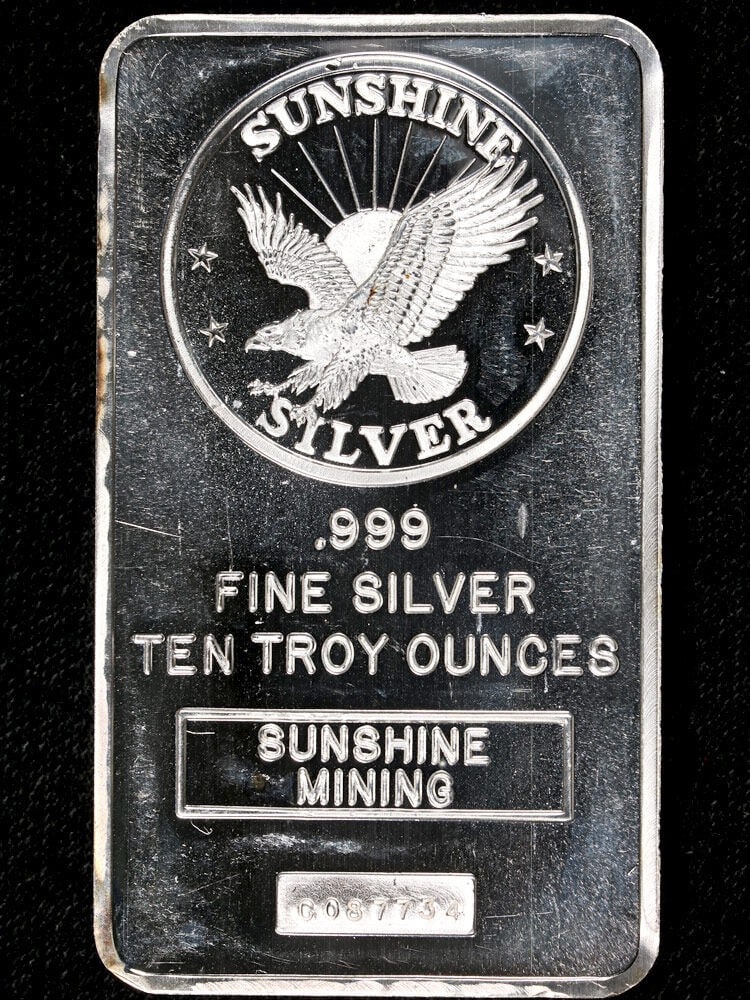 SUNSHINE
SILVER
.999
FINE SILVER
TEN TROY OUNCES
SUNSHINE
MINING
C087734